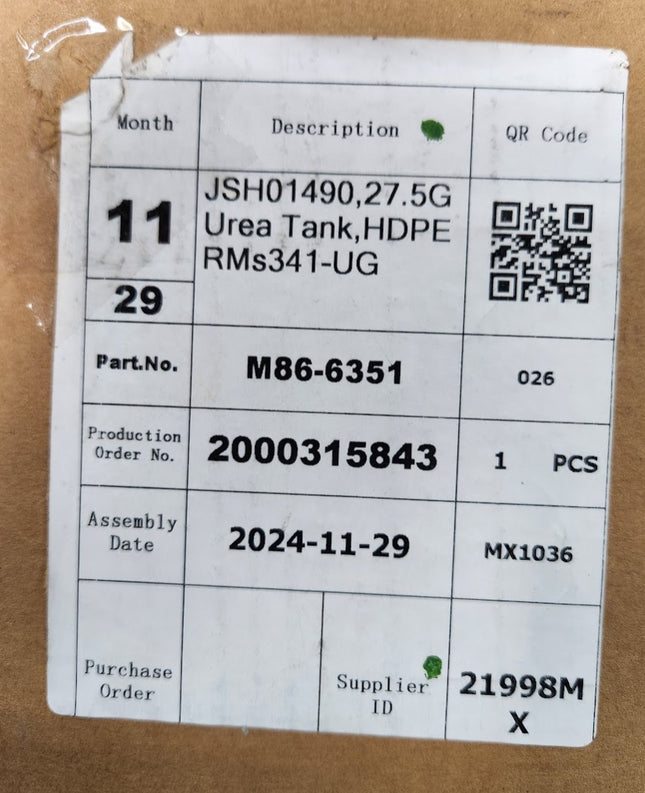 Month
Description
QR Code
11
29
JSH01490,27.5G
Urea Tank,HDPE
RMs341-UG
Part.No.
M86-6351
026
Production
Order No.
2000315843
1 PCS
Assembly
Date
2024-11-29
MX1036
Purchase
Order
Supplier
ID
21998M
X